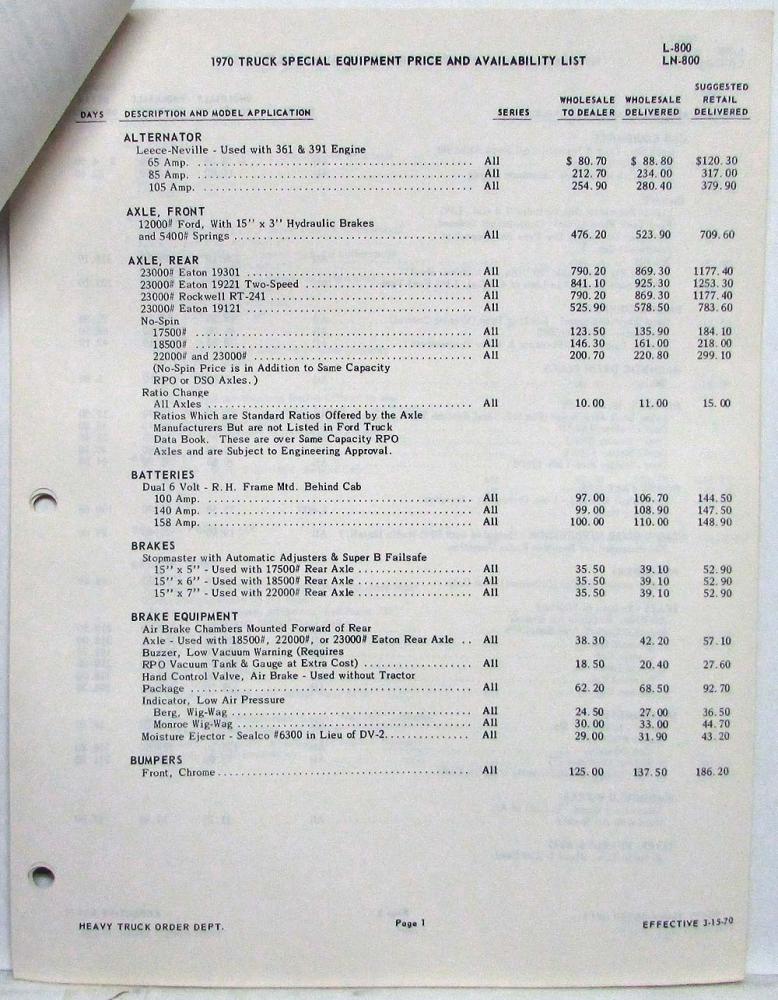 L-800
1970 TRUCK SPECIAL EQUIPMENT PRICE AND AVAILABILITY LIST LN-800
SUGGESTED
WHOLESALE WHOLESALE RETAIL
DAYS DESCRIPTION AND MODEL APPLICATION SERIES TO DEALER DELIVERED DELIVERED
ALTERNATOR
Leece-Neville - Used with 361 & 391 Engine
65 Amp. All $ 80.70 $ 88.80 $120.30
85 Amp. All 212.70 234.00 317.00
105 Amp. All 254.90 280.40 379.90
AXLE, FRONT
12000# Ford, With 15" x 3" Hydraulic Brakes
and 5400# Springs All 476.20 523.90 709.60
AXLE, REAR
23000# Eaton 19301 All 790.20 869.30 1177.40
23000# Eaton 19221 Two-Speed All 841.10 925.30 1253.30
23000# Rockwell RT-241 All 790.20 869.30 1177.40
23000# Eaton 19121 All 525.90 578.50 783.60
No-Spin
17500# All 123.50 135.90 184.10
18500# All 146.30 161.00 218.00
22000# and 23000# All 200.70 220.80 299.10
(No-Spin Price is in Addition to Same Capacity
RPO or DSO Axles.)
Ratio Change
All Axles All 10.00 11.00 15.00
Ratios Which are Standard Ratios Offered by the Axle
Manufacturers But are not Listed in Ford Truck
Data Book. These are over Same Capacity RPO
Axles and are Subject to Engineering Approval.
BATTERIES
Dual 6 Volt - R.H. Frame Mtd. Behind Cab
100 Amp. All 97.00 106.70 144.50
140 Amp. All 99.00 108.90 147.50
158 Amp. All 100.00 110.00 148.90
BRAKES
Stopmaster with Automatic Adjusters & Super B Failsafe
15" x 5" - Used with 17500# Rear Axle All 35.50 39.10 52.90
15" x 6" - Used with 18500# Rear Axle All 35.50 39.10 52.90
15" x 7" - Used with 22000# Rear Axle All 35.50 39.10 52.90
BRAKE EQUIPMENT
Air Brake Chambers Mounted Forward of Rear
Axle - Used with 18500#, 22000#, or 23000# Eaton Rear Axle .. All 38.30 42.20 57.10
Buzzer, Low Vacuum Warning (Requires
RPO Vacuum Tank & Gauge at Extra Cost) All 18.50 20.40 27.60
Hand Control Valve, Air Brake - Used without Tractor
Package All 62.20 68.50 92.70
Indicator, Low Air Pressure
Berg, Wig-Wag All 24.50 27.00 36.50
Monroe Wig-Wag All 30.00 33.00 44.70
Moisture Ejector - Sealco #6300 in Lieu of DV-2 All 29.00 31.90 43.20
BUMPERS
Front, Chrome All 125.00 137.50 186.20
HEAVY TRUCK ORDER DEPT. Page 1 EFFECTIVE 3-15-70